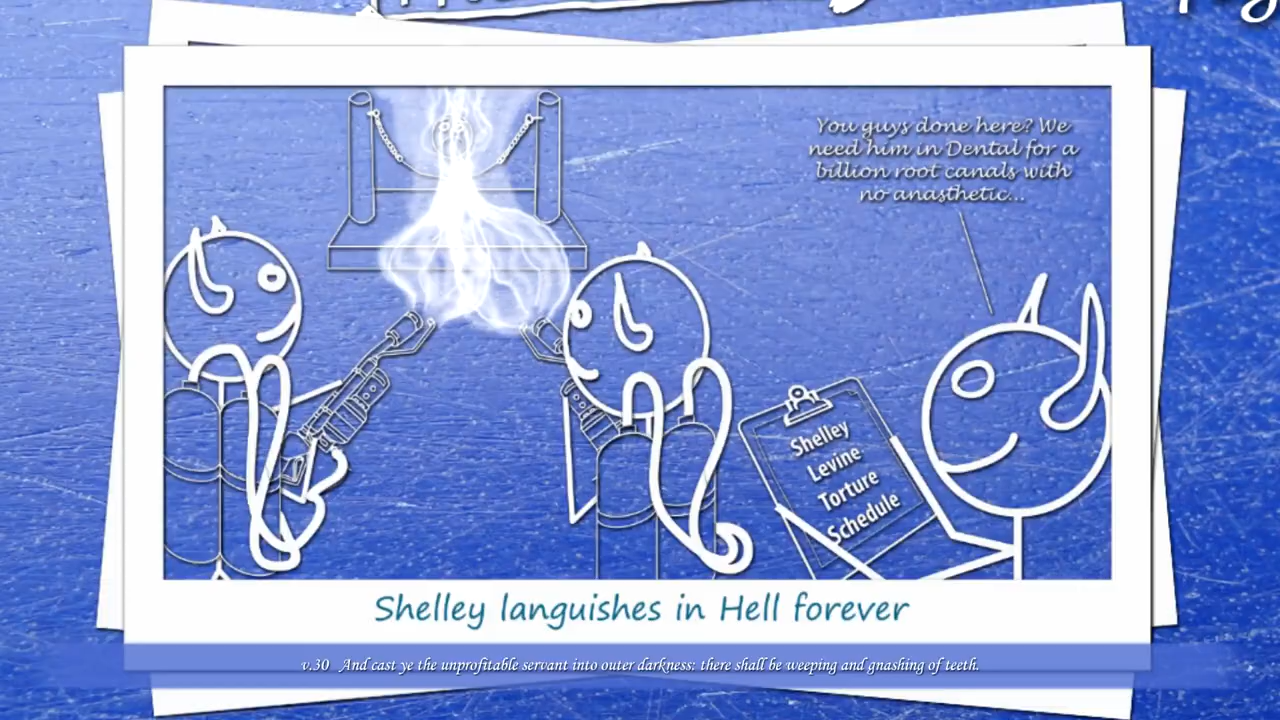 You guys done here? We
need him in Dental for a
billion root canals with
no anasthetic...
Shelley
Levine
Torture
Schedule
Shelley languishes in Hell forever
v.30 And cast ye the unprofitable servant into outer darkness: there shall be weeping and gnashing of teeth.